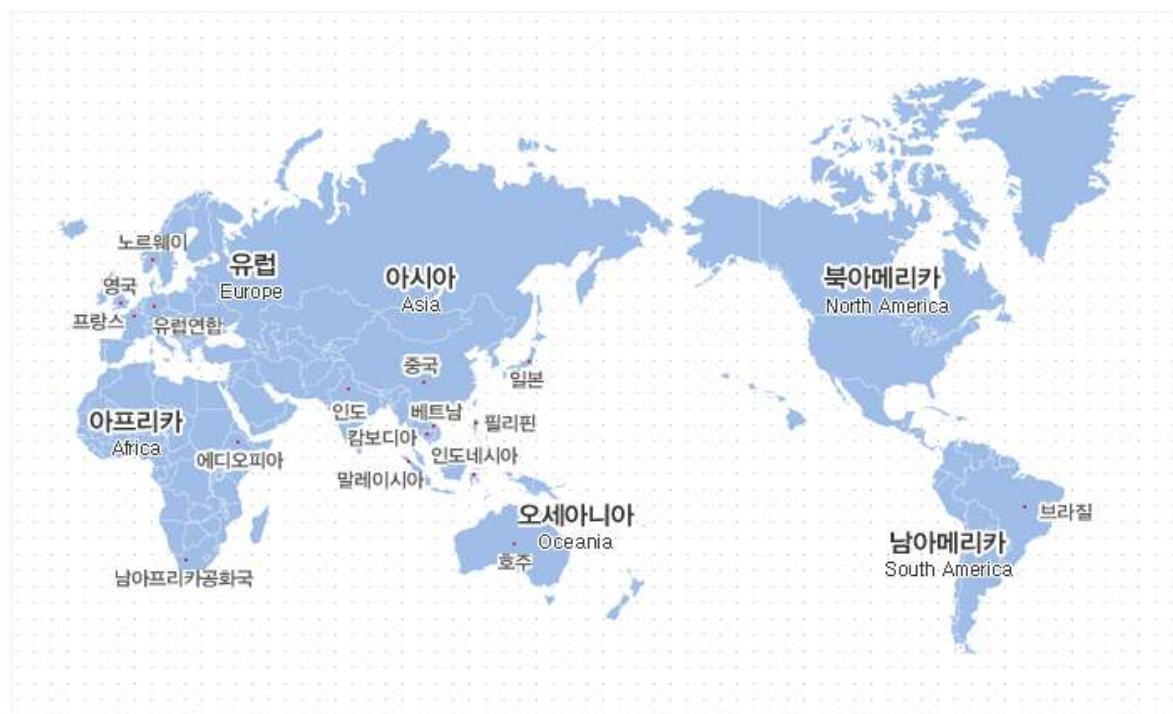 노르웨이
유럽
Europe
영국
프랑스
유럽연합
아시아
Asia
북아메리카
North America
중국
일본
인도
베트남
필리핀
캄보디아
인도네시아
말레이시아
아프리카
Africa
에디오피아
오세아니아
Oceania
호주
브라질
남아메리카
South America
남아프리카공화국